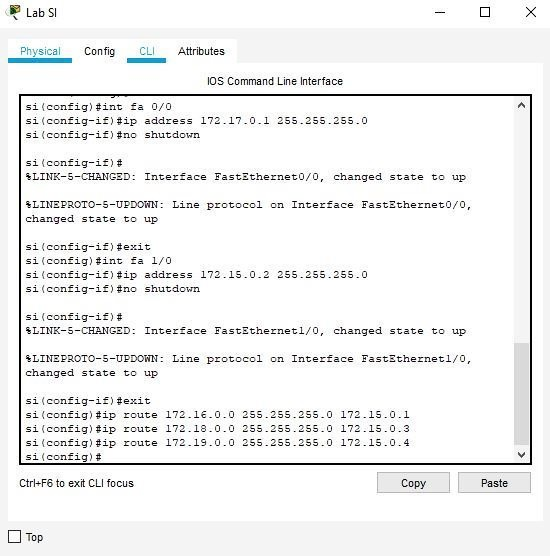 Lab SI
Physical Config CLI Attributes
IOS Command Line Interface
si(config)#int fa 0/0
si(config-if)#ip address 172.17.0.1 255.255.255.0
si(config-if)#no shutdown
si(config-if)#
%LINK-5-CHANGED: Interface FastEthernet0/0, changed state to up
%LINEPROTO-5-UPDOWN: Line protocol on Interface FastEthernet0/0,
changed state to up
si(config-if)#exit
si(config)#int fa 1/0
si(config-if)#ip address 172.15.0.2 255.255.255.0
si(config-if)#no shutdown
si(config-if)#
%LINK-5-CHANGED: Interface FastEthernet1/0, changed state to up
%LINEPROTO-5-UPDOWN: Line protocol on Interface FastEthernet1/0,
changed state to up
si(config-if)#exit
si(config)#ip route 172.16.0.0 255.255.255.0 172.15.0.1
si(config)#ip route 172.18.0.0 255.255.255.0 172.15.0.3
si(config)#ip route 172.19.0.0 255.255.255.0 172.15.0.4
si(config)#
Ctrl+F6 to exit CLI focus
Copy Paste
Top